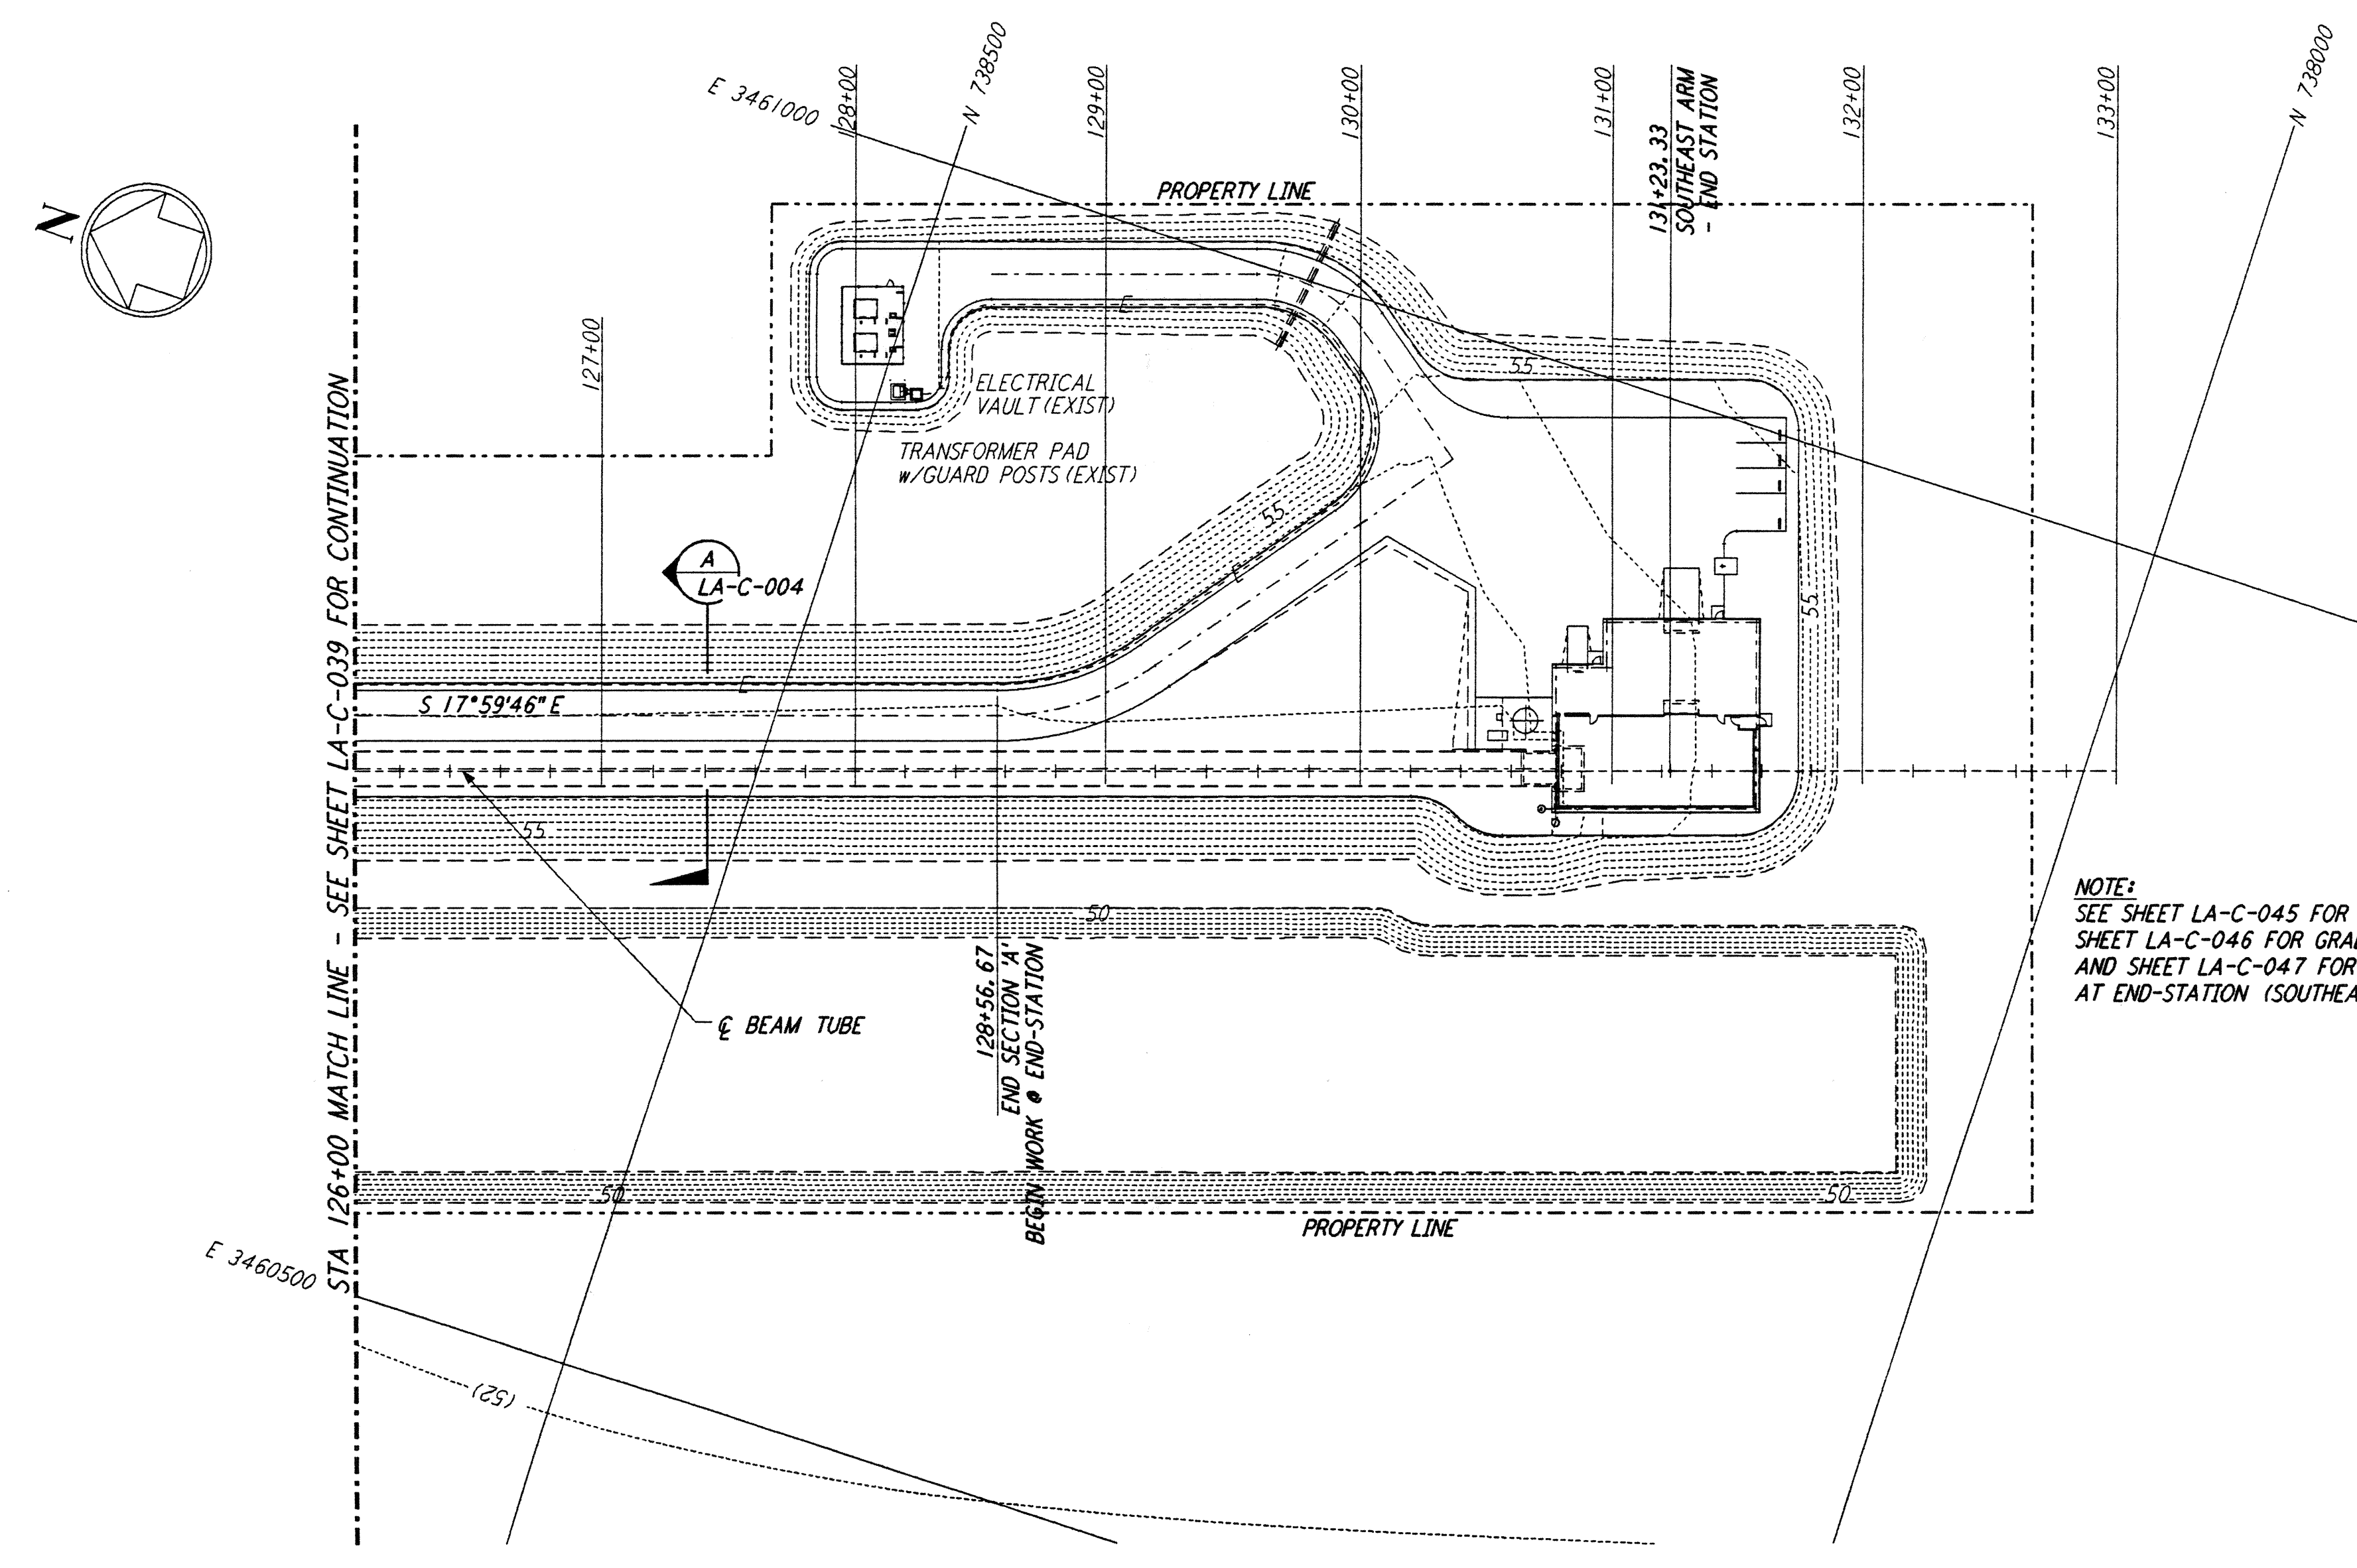 N
E 3461000
128+00
N 738500
129+00
130+00
131+00
131+23.33
SOUTHEAST ARM
- END STATION
132+00
133+00
N 738000
PROPERTY LINE
127+00
ELECTRICAL
VAULT (EXIST)
TRANSFORMER PAD
w/GUARD POSTS (EXIST)
55
55
55
A
LA-C-004
S 17°59'46" E
STA 126+00 MATCH LINE - SEE SHEET LA-C-039 FOR CONTINUATION
55
50
128+56.67
END SECTION 'A'
BEGIN WORK @ END-STATION
℄ BEAM TUBE
NOTE:
SEE SHEET LA-C-045 FOR
SHEET LA-C-046 FOR
AND SHEET LA-C-047 FOR
AT END-STATION
50
50
PROPERTY LINE
E 3460500
(52)